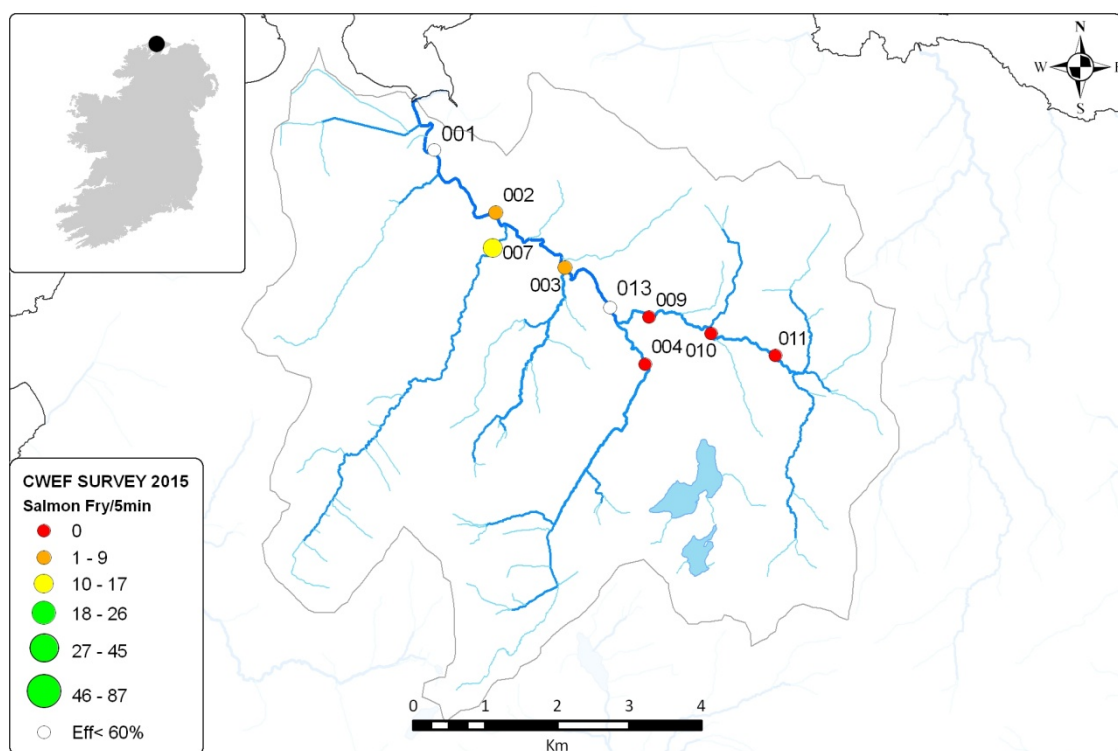 N
W E
S
001
002
007
003
013
009
004
010
011
CWEF SURVEY 2015
Salmon Fry/5min
0
1 - 9
10 - 17
18 - 26
27 - 45
46 - 87
Eff< 60%
0 1 2 3 4
Km